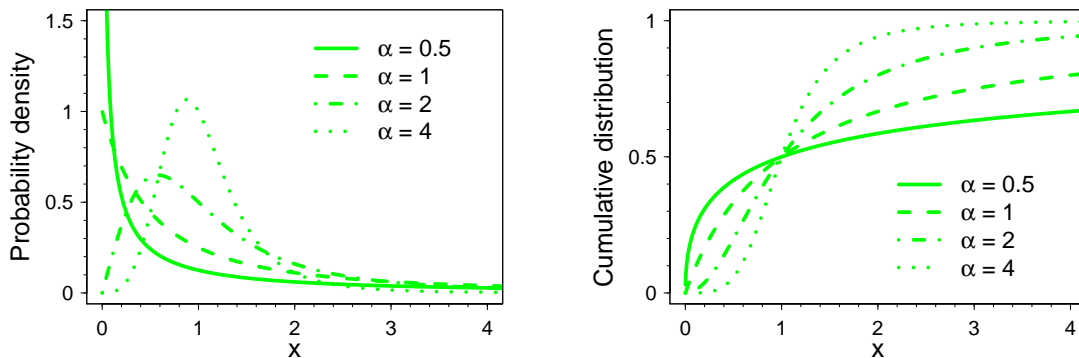 Probability density
1.5
1
0.5
0
α = 0.5
α = 1
α = 2
α = 4
0 1 2 3 4
x
Cumulative distribution
1.0
0.5
0
α = 0.5
α = 1
α = 2
α = 4
0 1 2 3 4
x